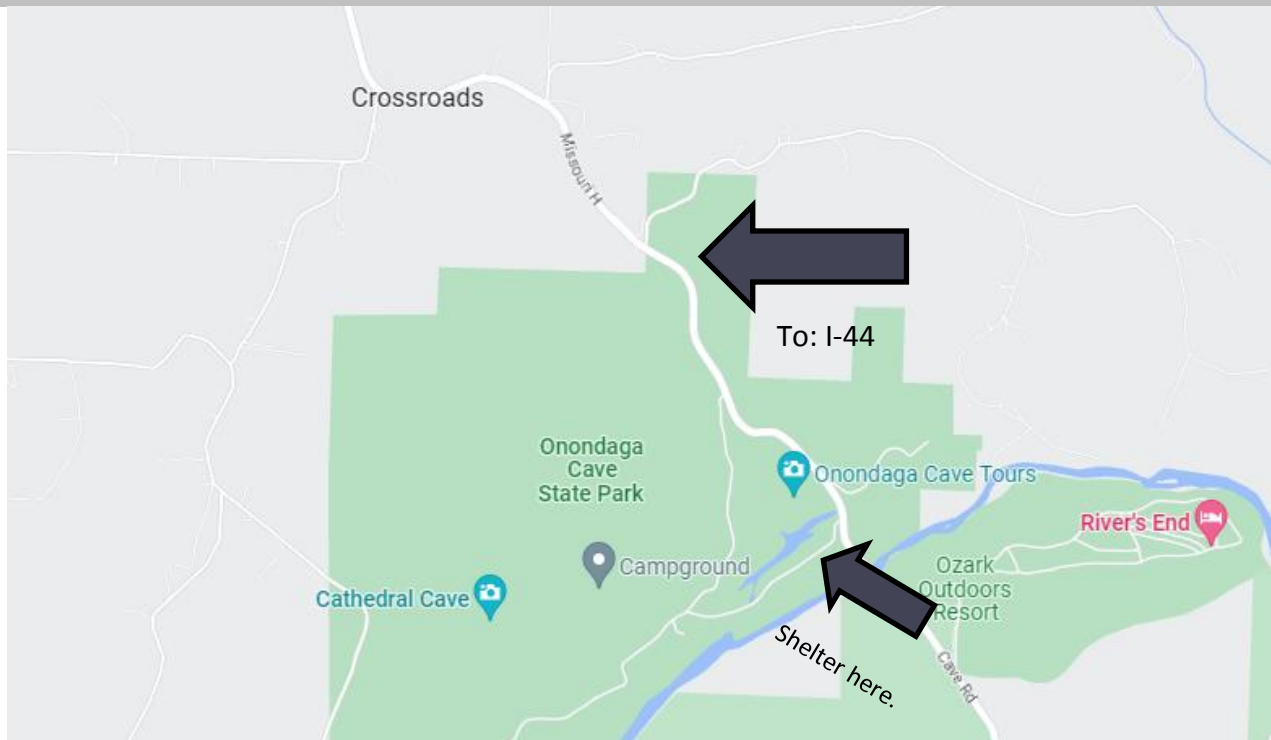 Crossroads
Missouri H
To: I-44
Onondaga
Cave
State Park
Onondaga Cave Tours
River's End
Campground
Ozark
Outdoors
Resort
Cathedral Cave
Shelter here.
Cave Rd